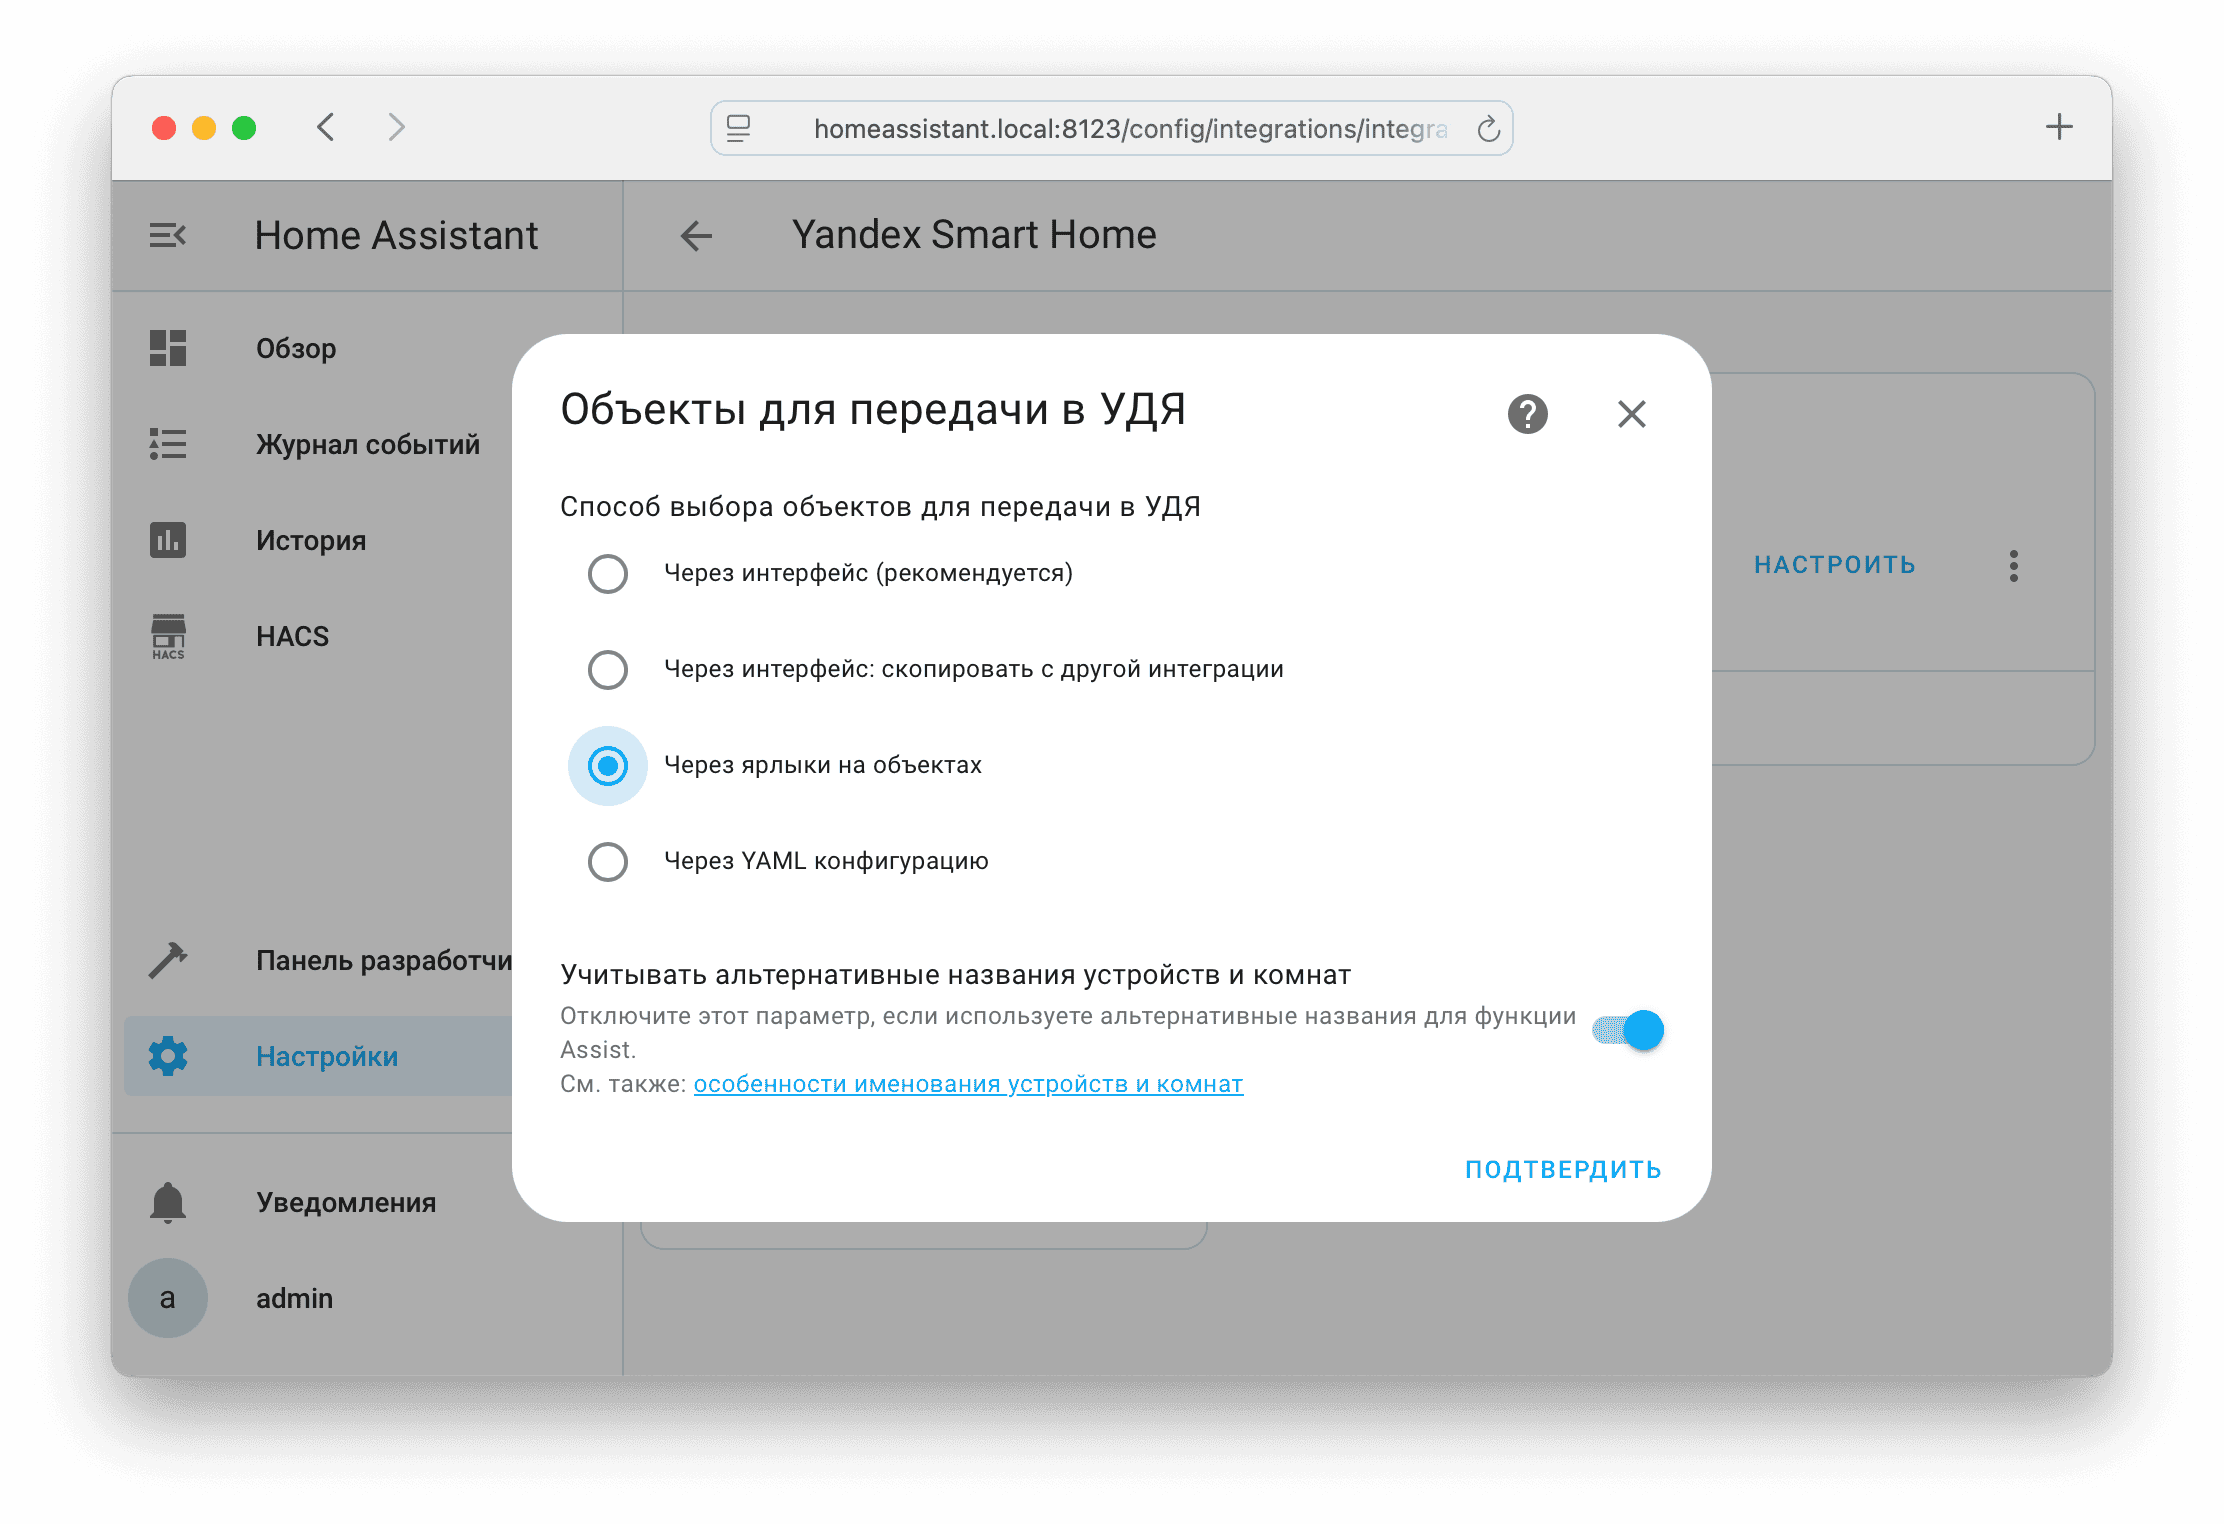 homeassistant.local:8123/config/integrations/integra
Home Assistant
Yandex Smart Home
Обзор
Журнал событий
История
HACS
HACS
Панель разработчи
Настройки
Уведомления
a
admin
НАСТРОИТЬ
Объекты для передачи в УДЯ
Способ выбора объектов для передачи в УДЯ
Через интерфейс (рекомендуется)
Через интерфейс: скопировать с другой интеграции
Через ярлыки на объектах
Через YAML конфигурацию
Учитывать альтернативные названия устройств и комнат
Отключите этот параметр, если используете альтернативные названия для функции
Assist.
См. также: особенности именования устройств и комнат
ПОДТВЕРДИТЬ